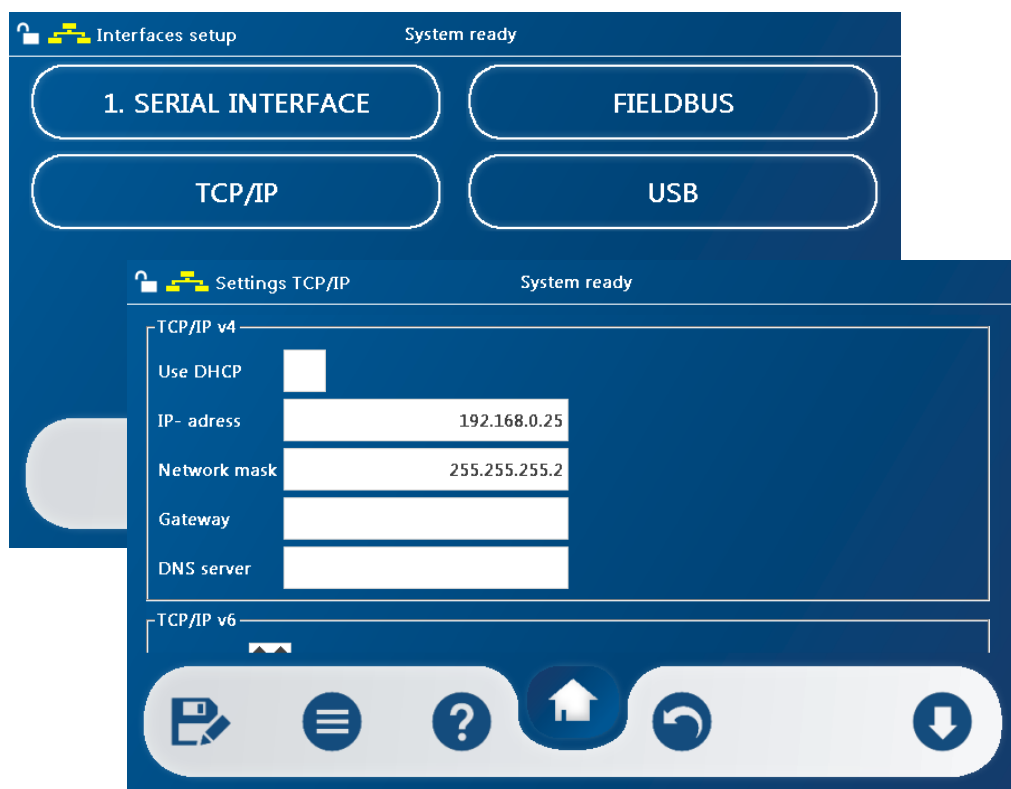 Interfaces setup System ready
1. SERIAL INTERFACE FIELDBUS
TCP/IP USB
Settings TCP/IP System ready
TCP/IP v4
Use DHCP
IP- adress 192.168.0.25
Network mask 255.255.255.2
Gateway
DNS server
TCP/IP v6
?